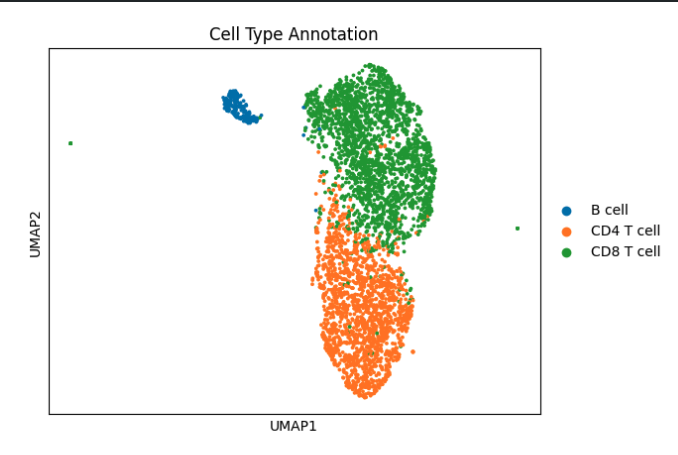 Cell Type Annotation
UMAP2
B cell
CD4 T cell
CD8 T cell
UMAP1